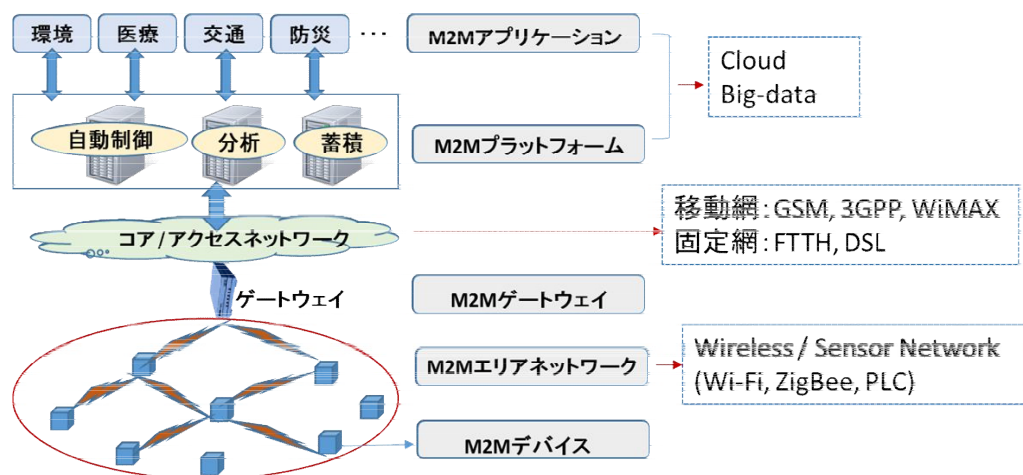 環境
医療
交通
防災
･･･
M2Mアプリケーション
Cloud
Big-data
自動制御
分析
蓄積
M2Mプラットフォーム
コア/アクセスネットワーク
移動網:GSM, 3GPP, WiMAX
固定網:FTTH, DSL
ゲートウェイ
M2Mゲートウェイ
M2Mエリアネットワーク
Wireless / Sensor Network
(Wi-Fi, ZigBee, PLC)
M2Mデバイス